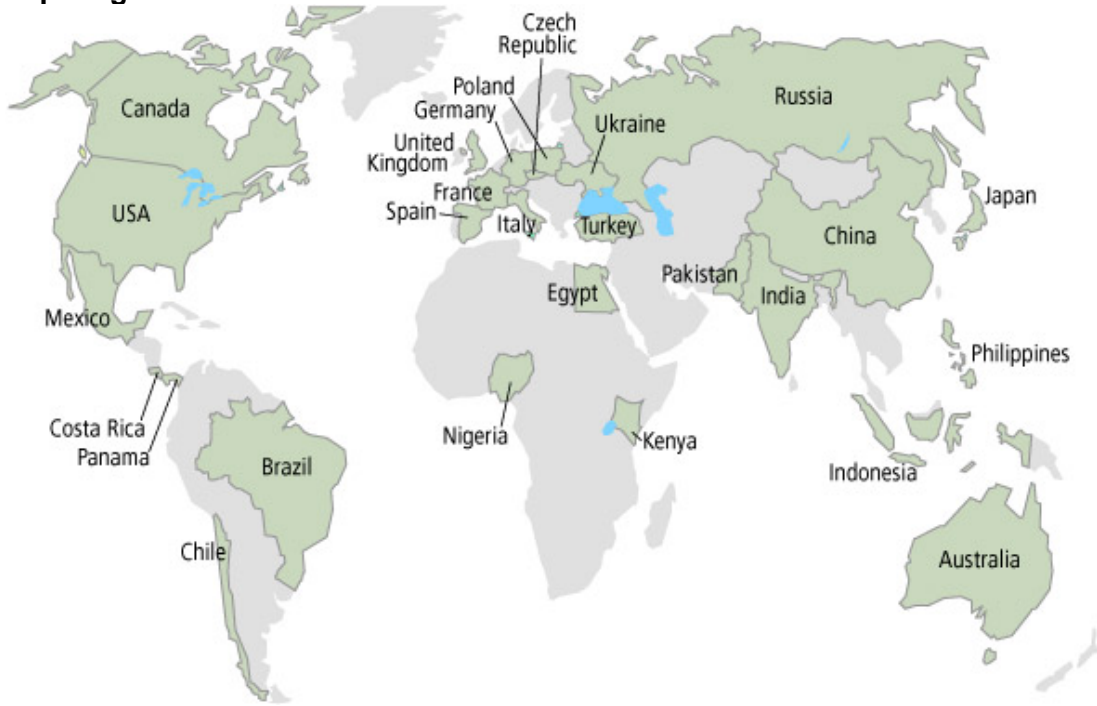 Czech
Republic
Poland
Germany
Canada
Russia
Ukraine
United
Kingdom
France
Spain
Italy
Turkey
USA
Japan
China
Pakistan
India
Egypt
Mexico
Philippines
Costa Rica
Panama
Nigeria
Kenya
Brazil
Indonesia
Chile
Australia